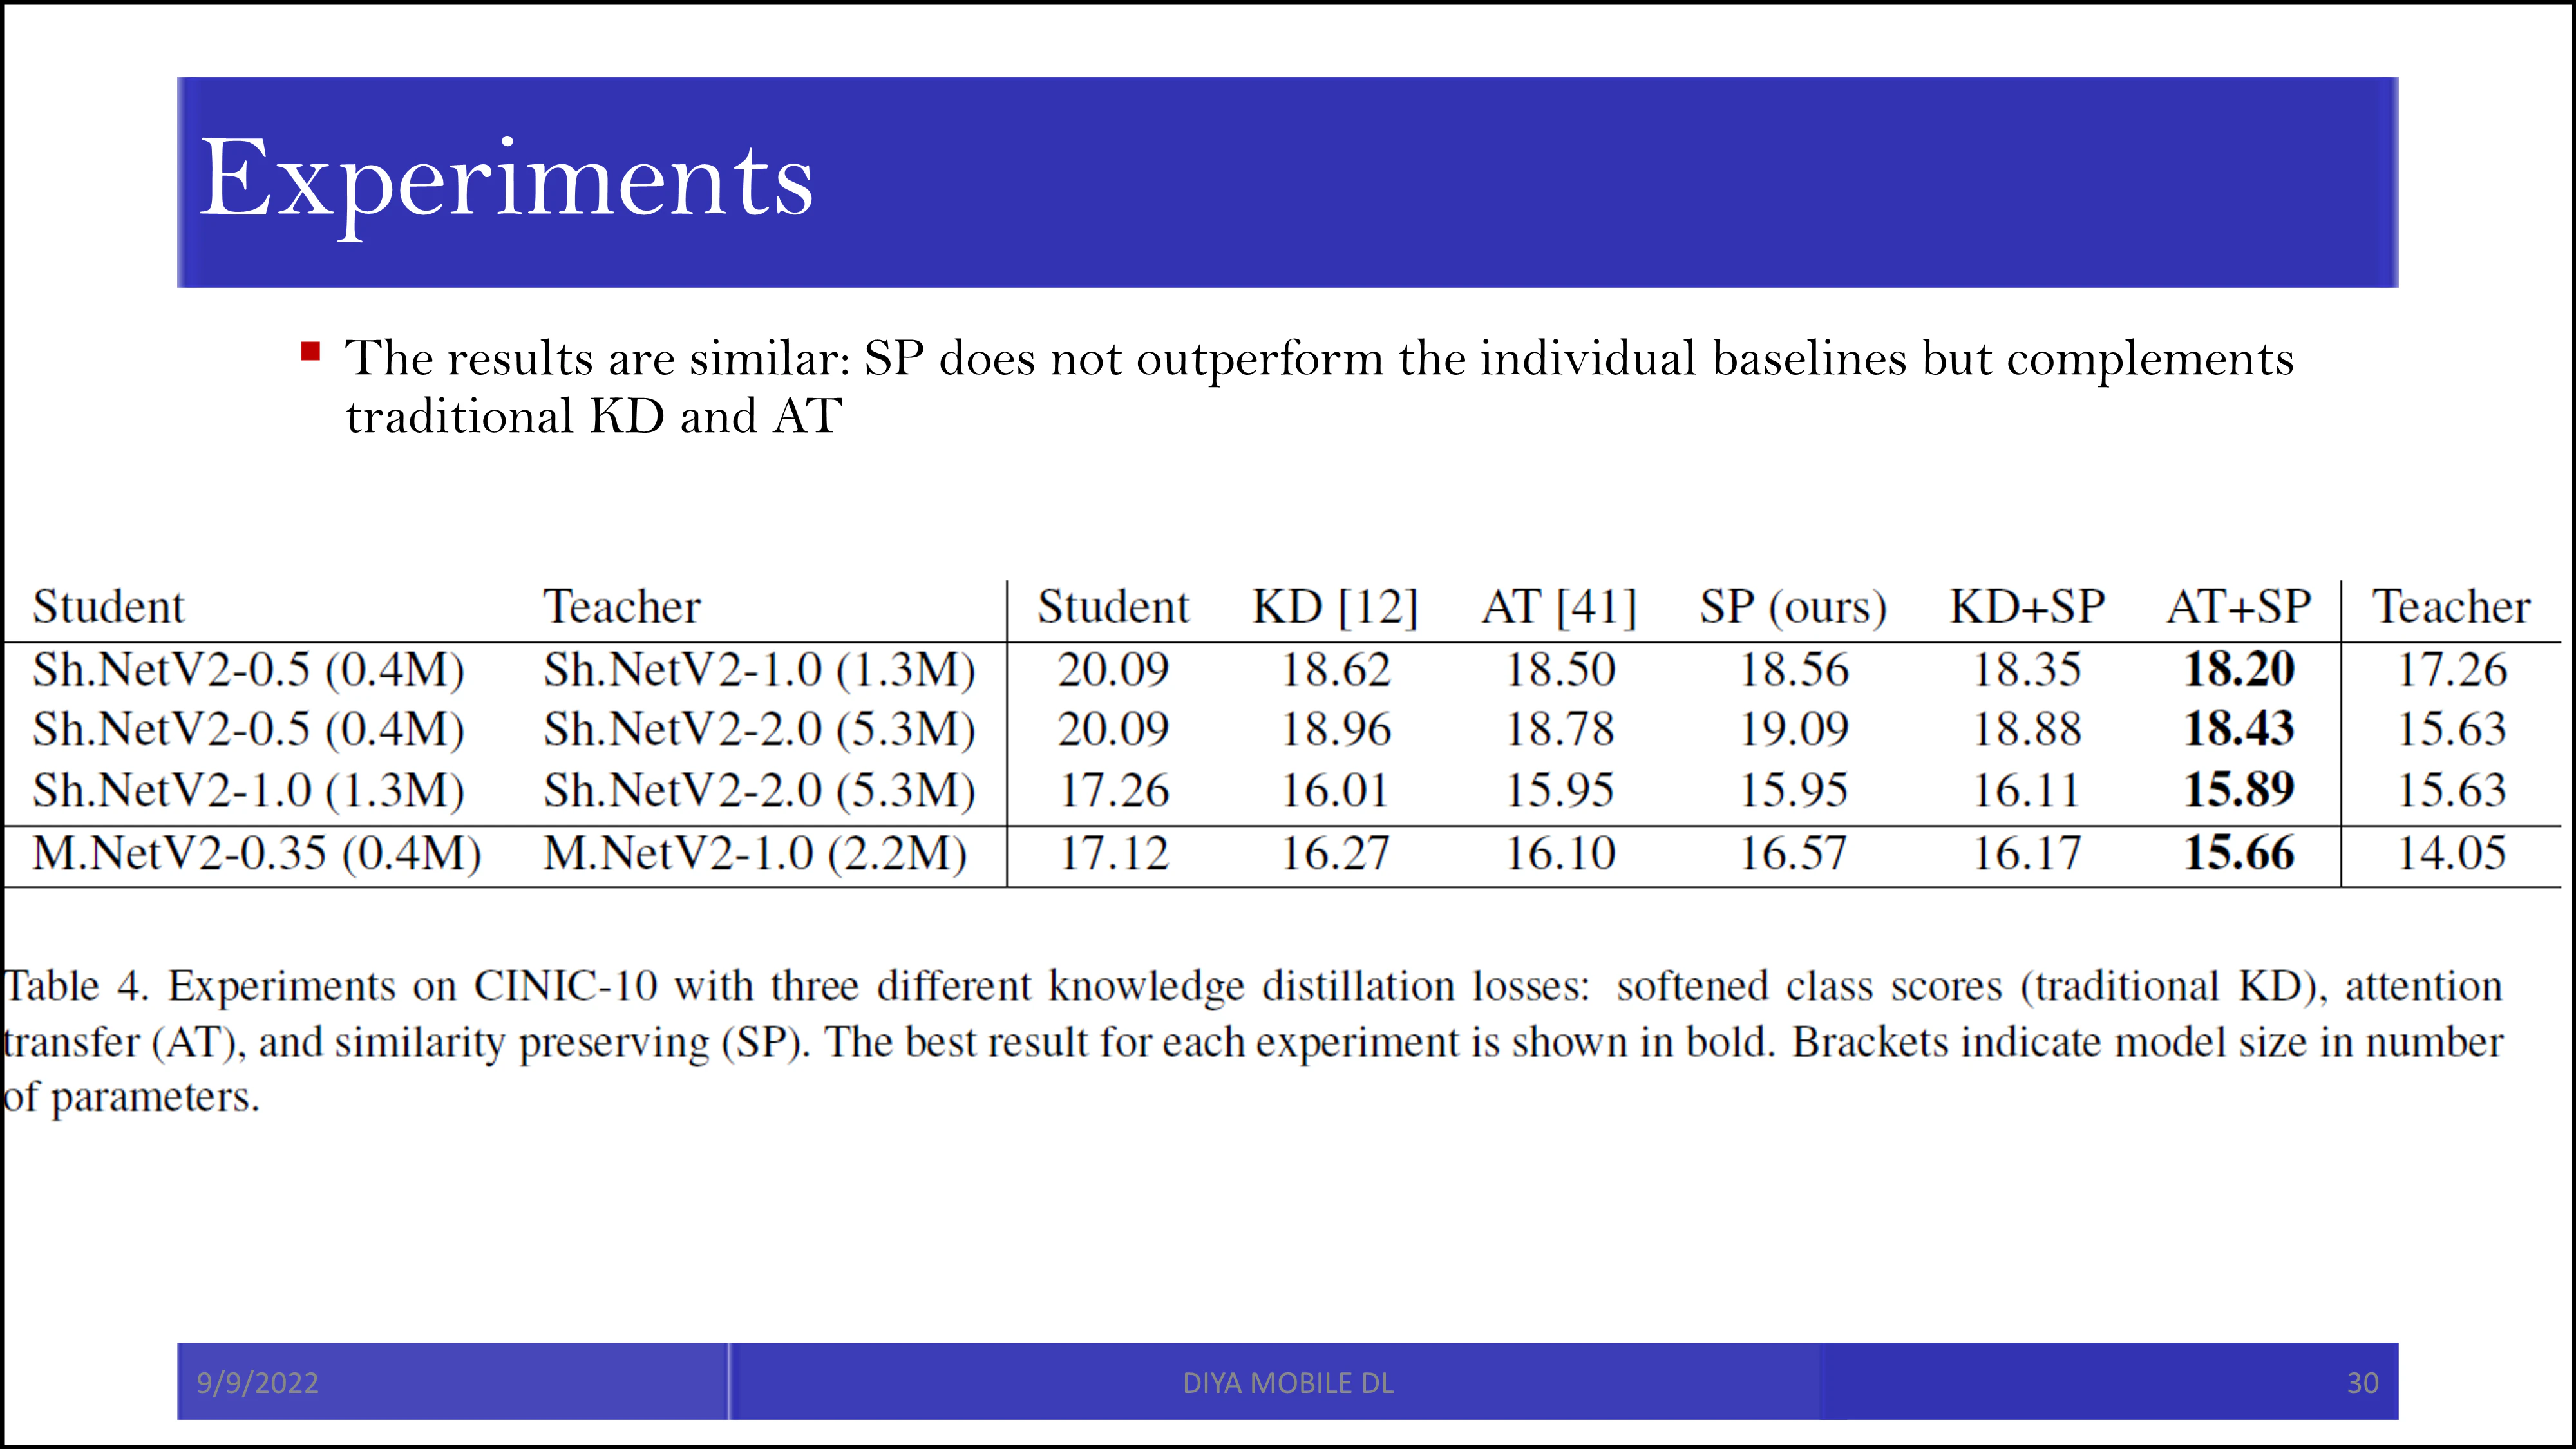 Experiments
The results are similar: SP does not outperform the individual baselines but complements
traditional KD and AT
Student Teacher Student KD [12] AT [41] SP (ours) KD+SP AT+SP Teacher
Sh.NetV2-0.5 (0.4M) Sh.NetV2-1.0 (1.3M) 20.09 18.62 18.50 18.56 18.35 18.20 17.26
Sh.NetV2-0.5 (0.4M) Sh.NetV2-2.0 (5.3M) 20.09 18.96 18.78 19.09 18.88 18.43 15.63
Sh.NetV2-1.0 (1.3M) Sh.NetV2-2.0 (5.3M) 17.26 16.01 15.95 15.95 16.11 15.89 15.63
M.NetV2-0.35 (0.4M) M.NetV2-1.0 (2.2M) 17.12 16.27 16.10 16.57 16.17 15.66 14.05
Table 4. Experiments on CINIC-10 with three different knowledge distillation losses: softened class scores (traditional KD), attention
transfer (AT), and similarity preserving (SP). The best result for each experiment is shown in bold. Brackets indicate model size in number
of parameters.
9/9/2022 DIYA MOBILE DL 30